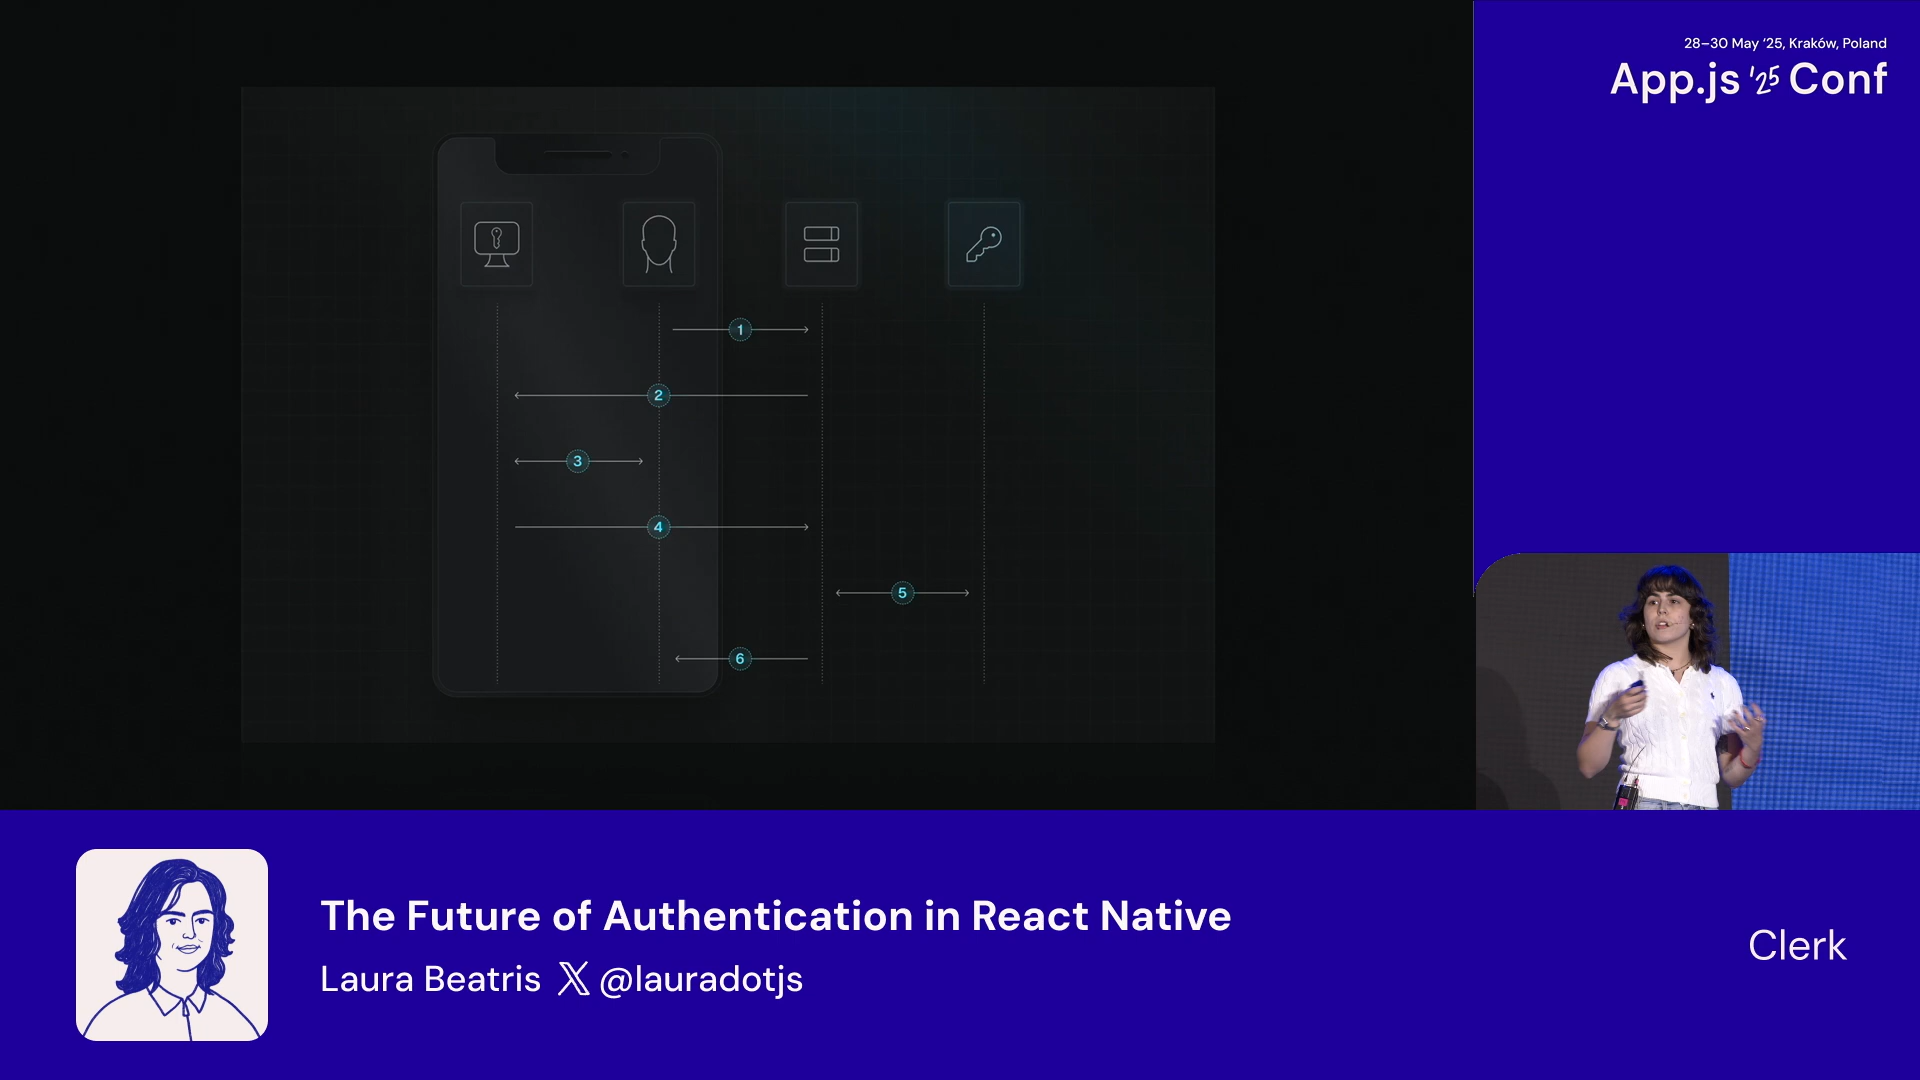 28–30 May ‘25, Kraków, Poland
App.js ‘25 Conf
1
2
3
4
5
6
The Future of Authentication in React Native
Laura Beatris 𝕏 @lauradotjs
Clerk